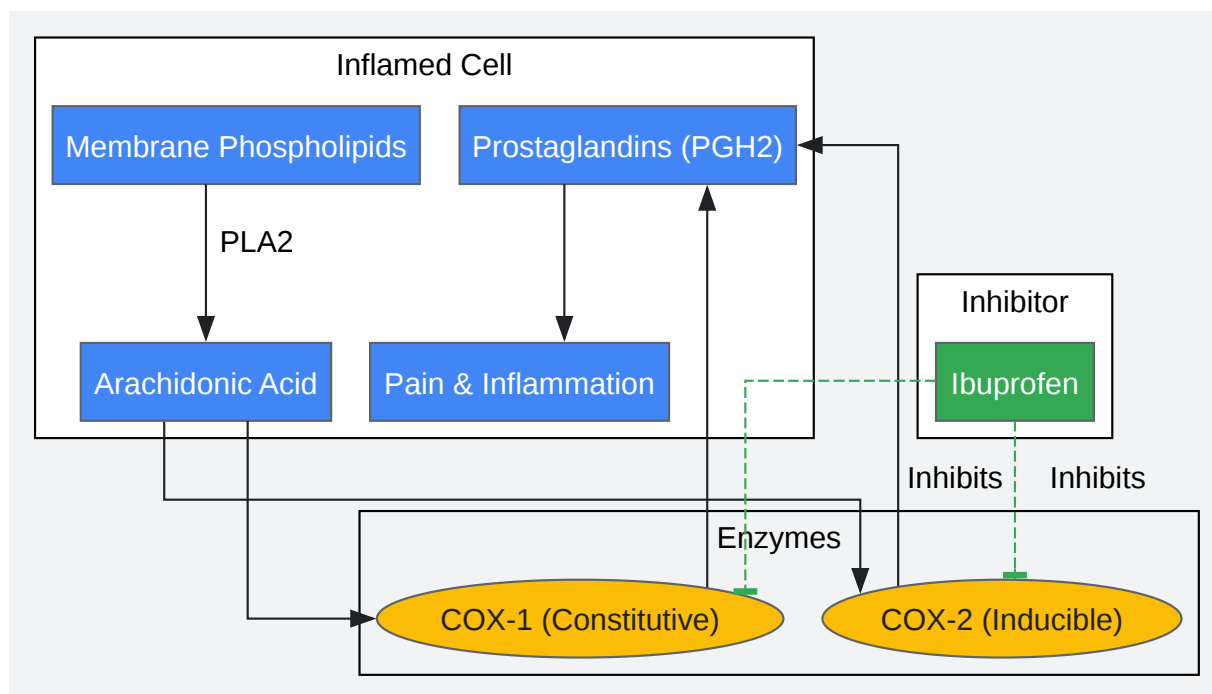 Inflamed Cell
Membrane Phospholipids
Prostaglandins (PGH2)
PLA2
Inhibitor
Arachidonic Acid
Pain & Inflammation
Ibuprofen
Inhibits
Inhibits
Enzymes
COX-1 (Constitutive)
COX-2 (Inducible)